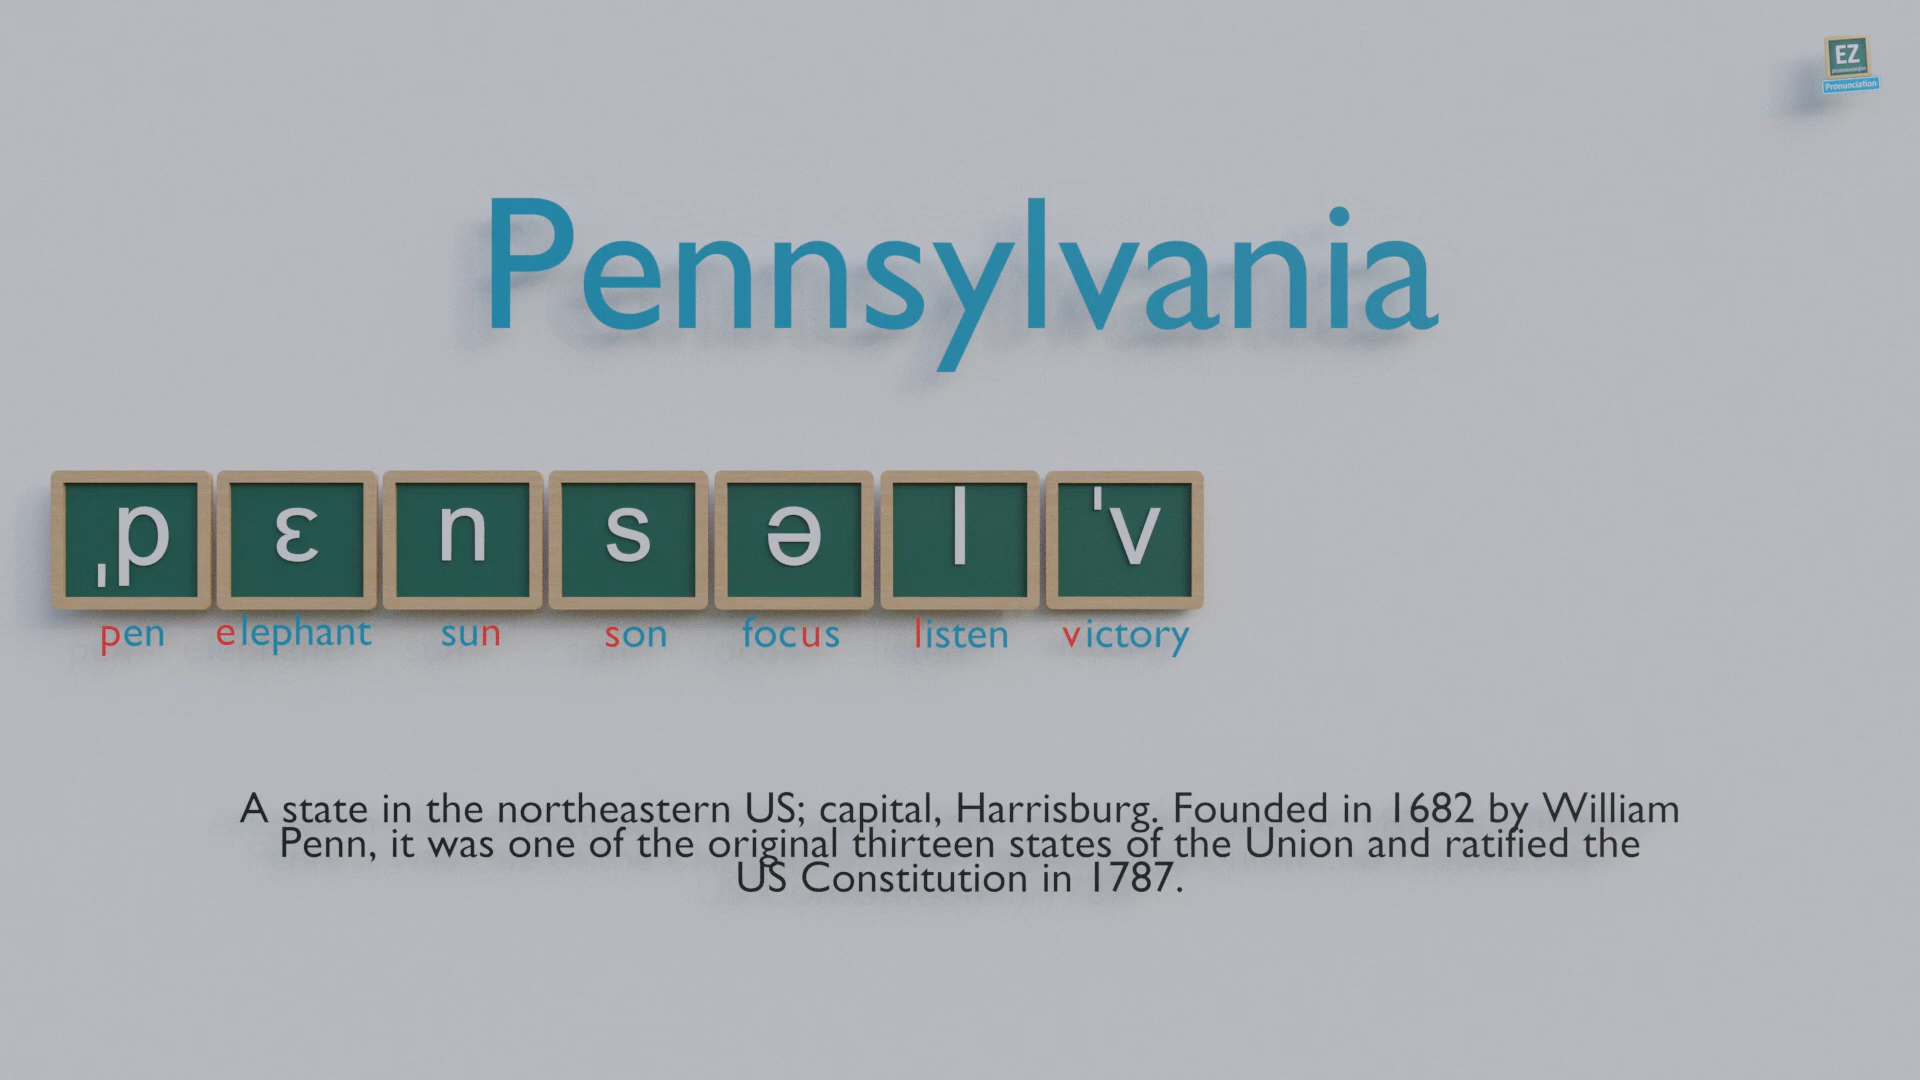 EZ
Pronunciation
Pennsylvania
ˌp ɛ n s ə l ˈv
pen elephant sun son focus listen victory
A state in the northeastern US; capital, Harrisburg. Founded in 1682 by William
Penn, it was one of the original thirteen states of the Union and ratified the
US Constitution in 1787.